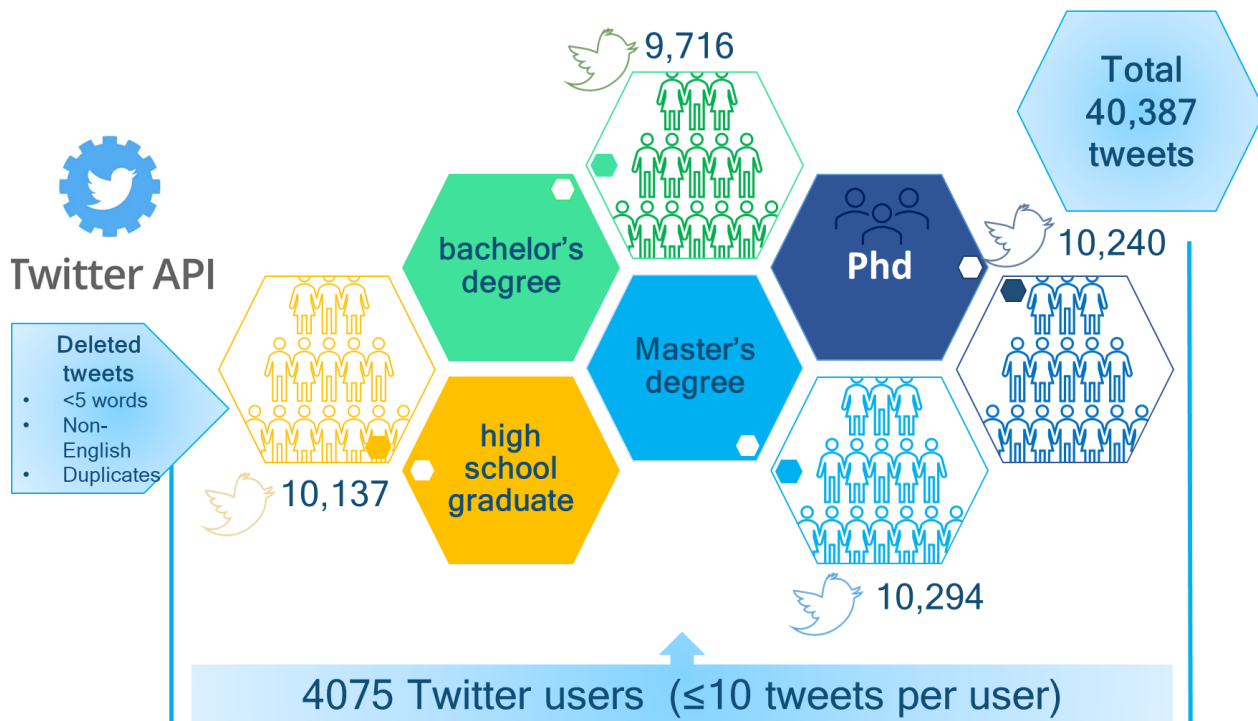 Twitter API
Deleted
tweets
• <5 words
• Non-
English
• Duplicates
10,137
bachelor's
degree
high
school
graduate
9,716
Master's
degree
Phd
10,240
10,294
Total
40,387
tweets
4075 Twitter users (≤10 tweets per user)